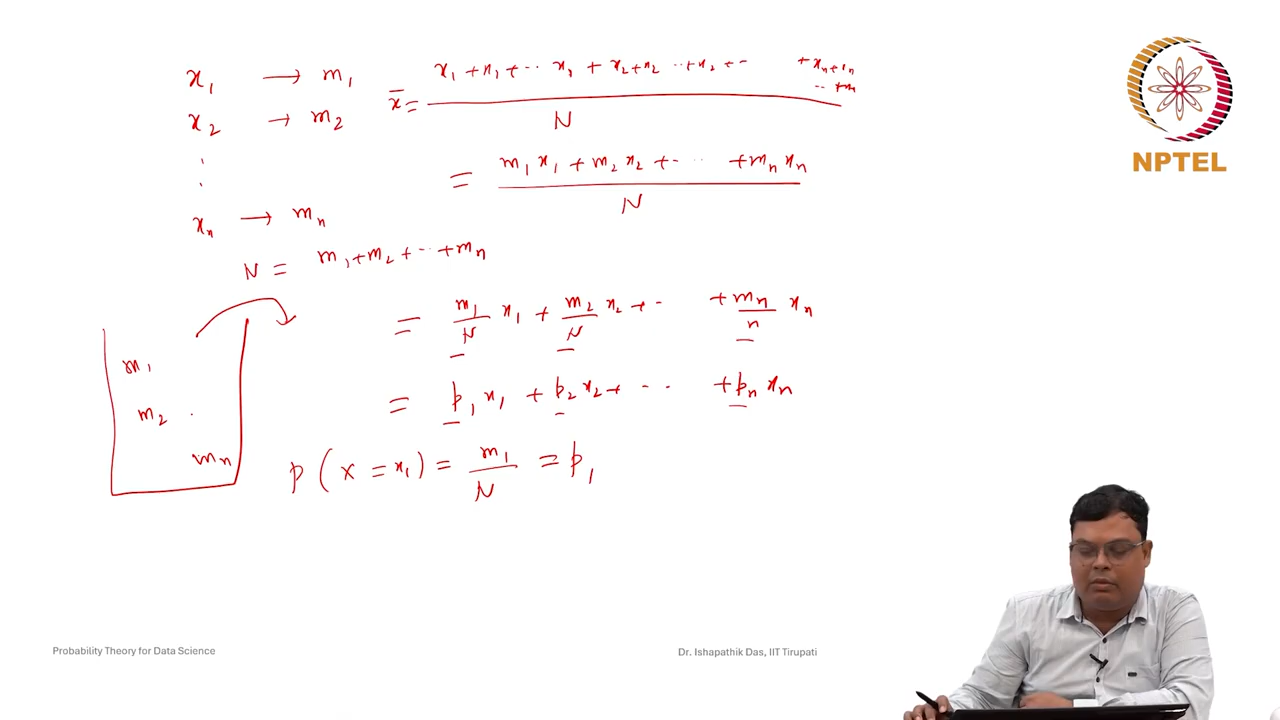 x₁ → m₁
x₂ → m₂
⋮
xₙ → mₙ
N = m₁ + m₂ + ⋯ + mₙ
x̄ = (x₁ + x₁ + ⋯ x₁ + x₂ + x₂ ⋯ + x₂ + ⋯ + xₙ + xₙ ⋯ + xₙ) / N
= (m₁x₁ + m₂x₂ + ⋯ + mₙxₙ) / N
= m₁/N x₁ + m₂/N x₂ + ⋯ + mₙ/n xₙ
= p₁x₁ + p₂x₂ + ⋯ + pₙxₙ
m₁
m₂ .
mₙ
P(X = x₁) = m₁/N = p₁
NPTEL
Probability Theory for Data Science
Dr. Ishapathik Das, IIT Tirupati